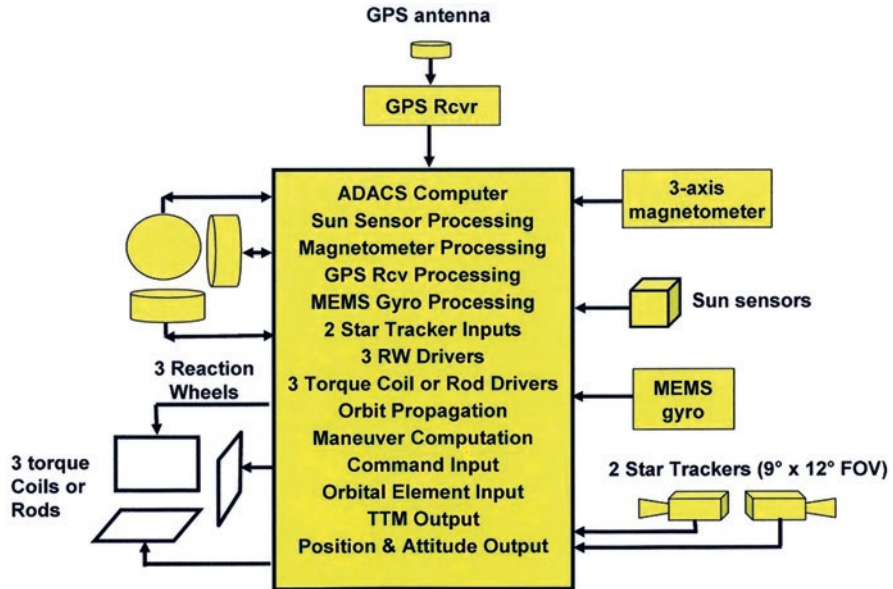 GPS antenna
GPS Rcvr
ADACS Computer
Sun Sensor Processing
Magnetometer Processing
GPS Rcv Processing
MEMS Gyro Processing
2 Star Tracker Inputs
3 RW Drivers
3 Torque Coil or Rod Drivers
Orbit Propagation
Maneuver Computation
Command Input
Orbital Element Input
TTM Output
Position & Attitude Output
3 Reaction
Wheels
3 torque
Coils or
Rods
3-axis
magnetometer
Sun sensors
MEMS
gyro
2 Star Trackers (9° x 12° FOV)